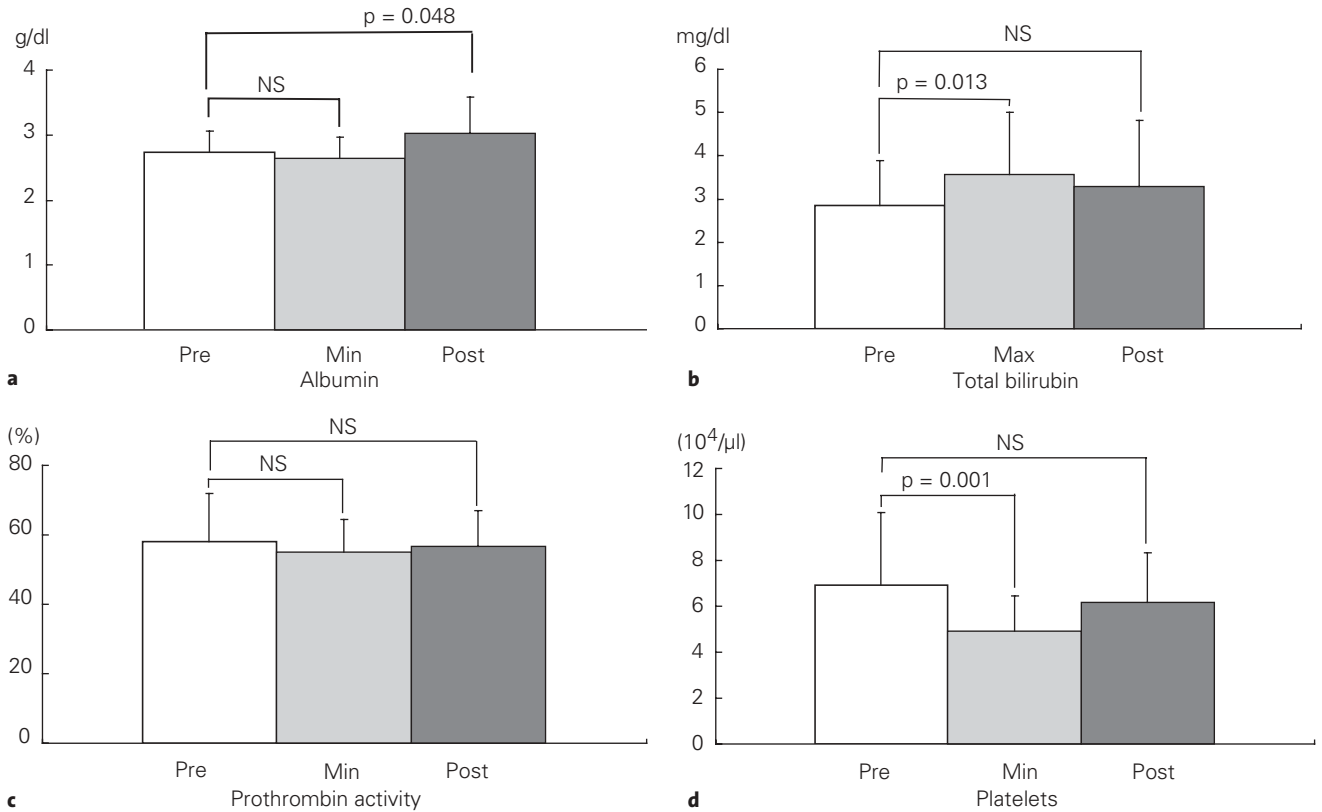 p = 0.048
g/dl
NS
4
3
2
1
0
Pre Min Post
Albumin
a
mg/dl
NS
p = 0.013
6
5
4
3
2
1
0
Pre Max Post
Total bilirubin
b
(%)
NS
NS
80
60
40
20
0
Pre Min Post
Prothrombin activity
c
(10⁴/µl)
NS
p = 0.001
12
10
8
6
4
2
0
Pre Min Post
Platelets
d